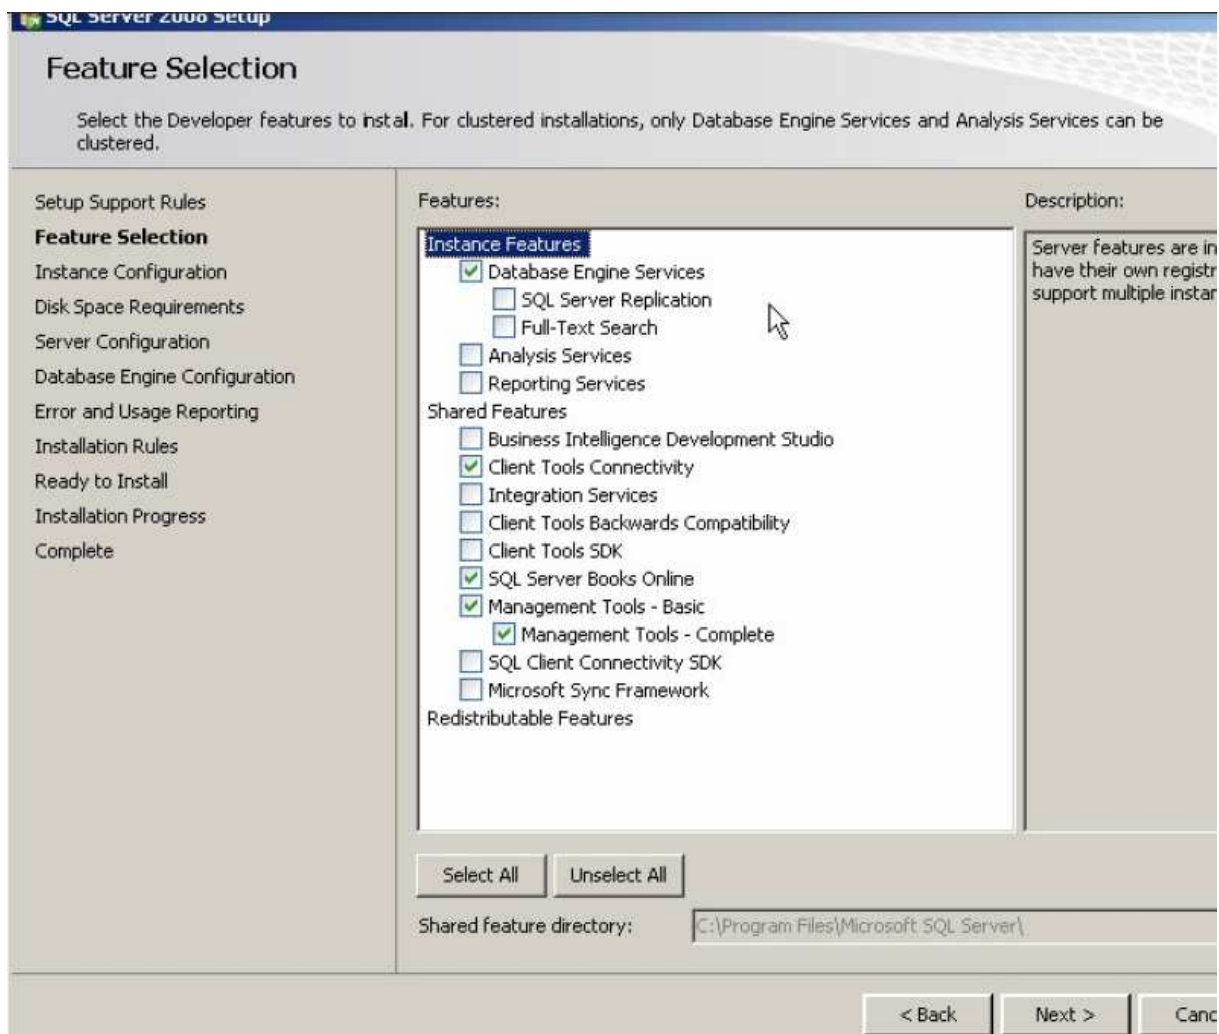 SQL Server 2008 Setup
Feature Selection
Select the Developer features to install. For clustered installations, only Database Engine Services and Analysis Services can be
clustered.
Setup Support Rules
Feature Selection
Instance Configuration
Disk Space Requirements
Server Configuration
Database Engine Configuration
Error and Usage Reporting
Installation Rules
Ready to Install
Installation Progress
Complete
Features:
Instance Features
Database Engine Services
SQL Server Replication
Full-Text Search
Analysis Services
Reporting Services
Shared Features
Business Intelligence Development Studio
Client Tools Connectivity
Integration Services
Client Tools Backwards Compatibility
Client Tools SDK
SQL Server Books Online
Management Tools - Basic
Management Tools - Complete
SQL Client Connectivity SDK
Microsoft Sync Framework
Redistributable Features
Description:
Server features are in
have their own registr
support multiple instan
Select All
Unselect All
Shared feature directory:
C:\Program Files\Microsoft SQL Server\
< Back
Next >
Canc